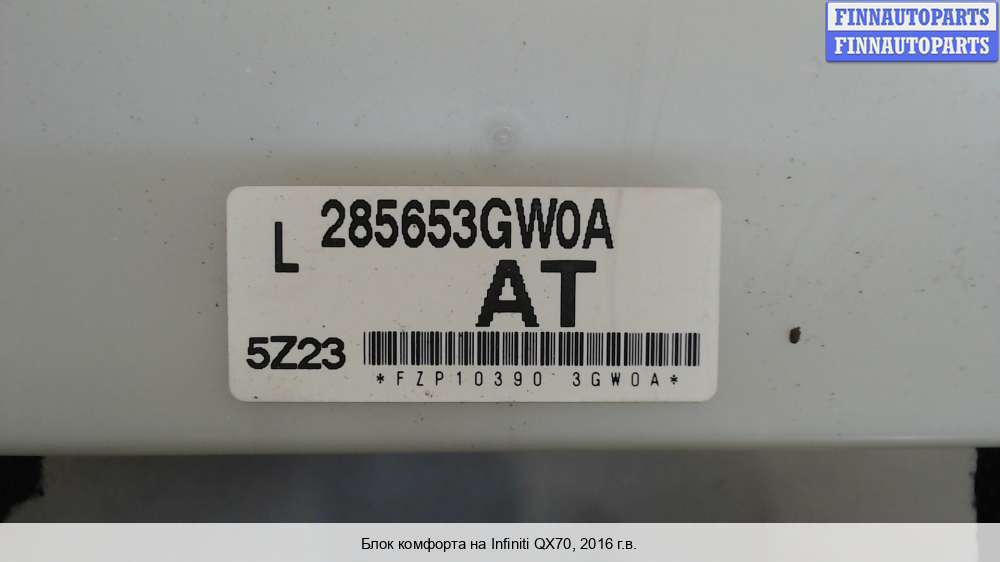 FINNAUTOPARTS
FINNAUTOPARTS
L 285653GW0A
AT
5Z23
*FZP10390 3GW0A*
Блок комфорта на Infiniti QX70, 2016 г.в.